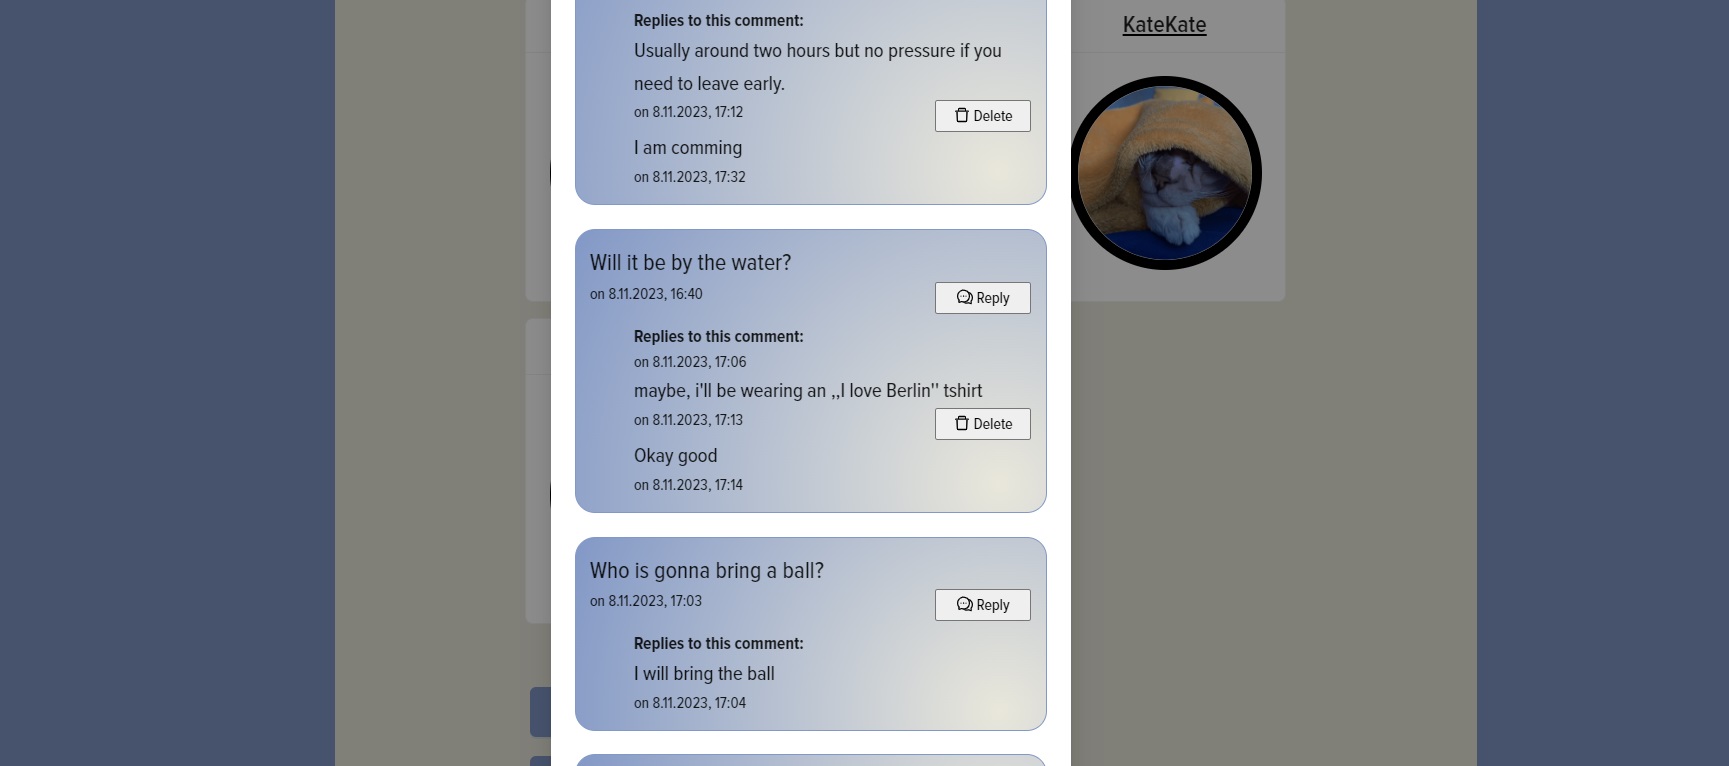 Replies to this comment:
Usually around two hours but no pressure if you
need to leave early.
on 8.11.2023, 17:12
Delete
I am comming
on 8.11.2023, 17:32
Will it be by the water?
on 8.11.2023, 16:40
Reply
Replies to this comment:
on 8.11.2023, 17:06
maybe, i'll be wearing an ,,I love Berlin'' tshirt
on 8.11.2023, 17:13
Delete
Okay good
on 8.11.2023, 17:14
Who is gonna bring a ball?
on 8.11.2023, 17:03
Reply
Replies to this comment:
I will bring the ball
on 8.11.2023, 17:04
KateKate